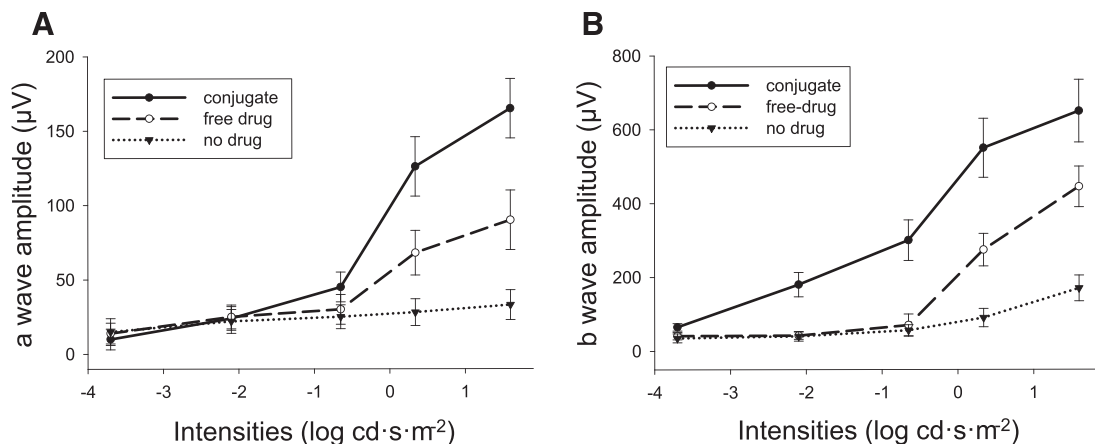 A
a wave amplitude (µV)
200
150
100
50
0
conjugate
free drug
no drug
-4 -3 -2 -1 0 1
Intensities (log cd·s·m-2)
B
b wave amplitude (µV)
800
600
400
200
0
conjugate
free-drug
no drug
-4 -3 -2 -1 0 1
Intensities (log cd·s·m-2)